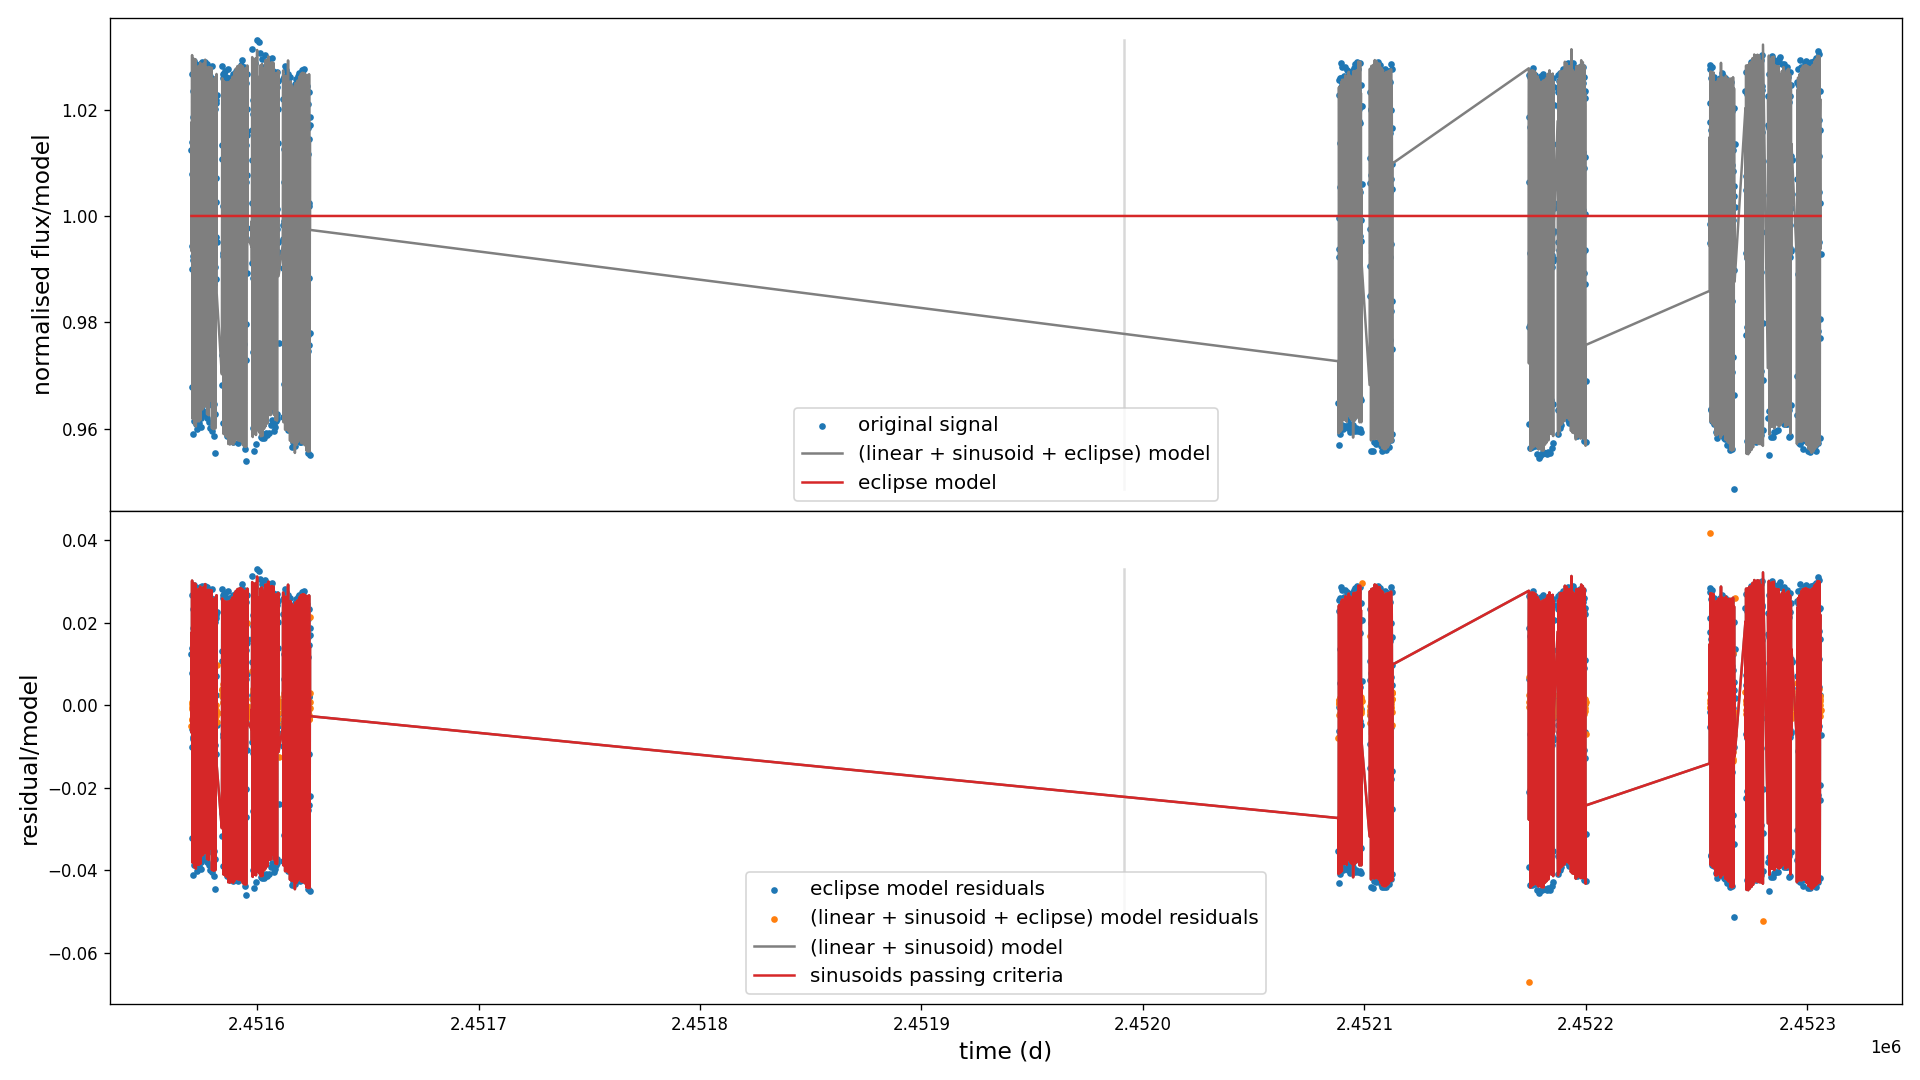 normalised flux/model
1.02
1.00
0.98
0.96
original signal
(linear + sinusoid + eclipse) model
eclipse model
residual/model
0.04
0.02
0.00
−0.02
−0.04
−0.06
eclipse model residuals
(linear + sinusoid + eclipse) model residuals
(linear + sinusoid) model
sinusoids passing criteria
2.4516
2.4517
2.4518
2.4519
2.4520
2.4521
2.4522
2.4523
time (d)
1e6